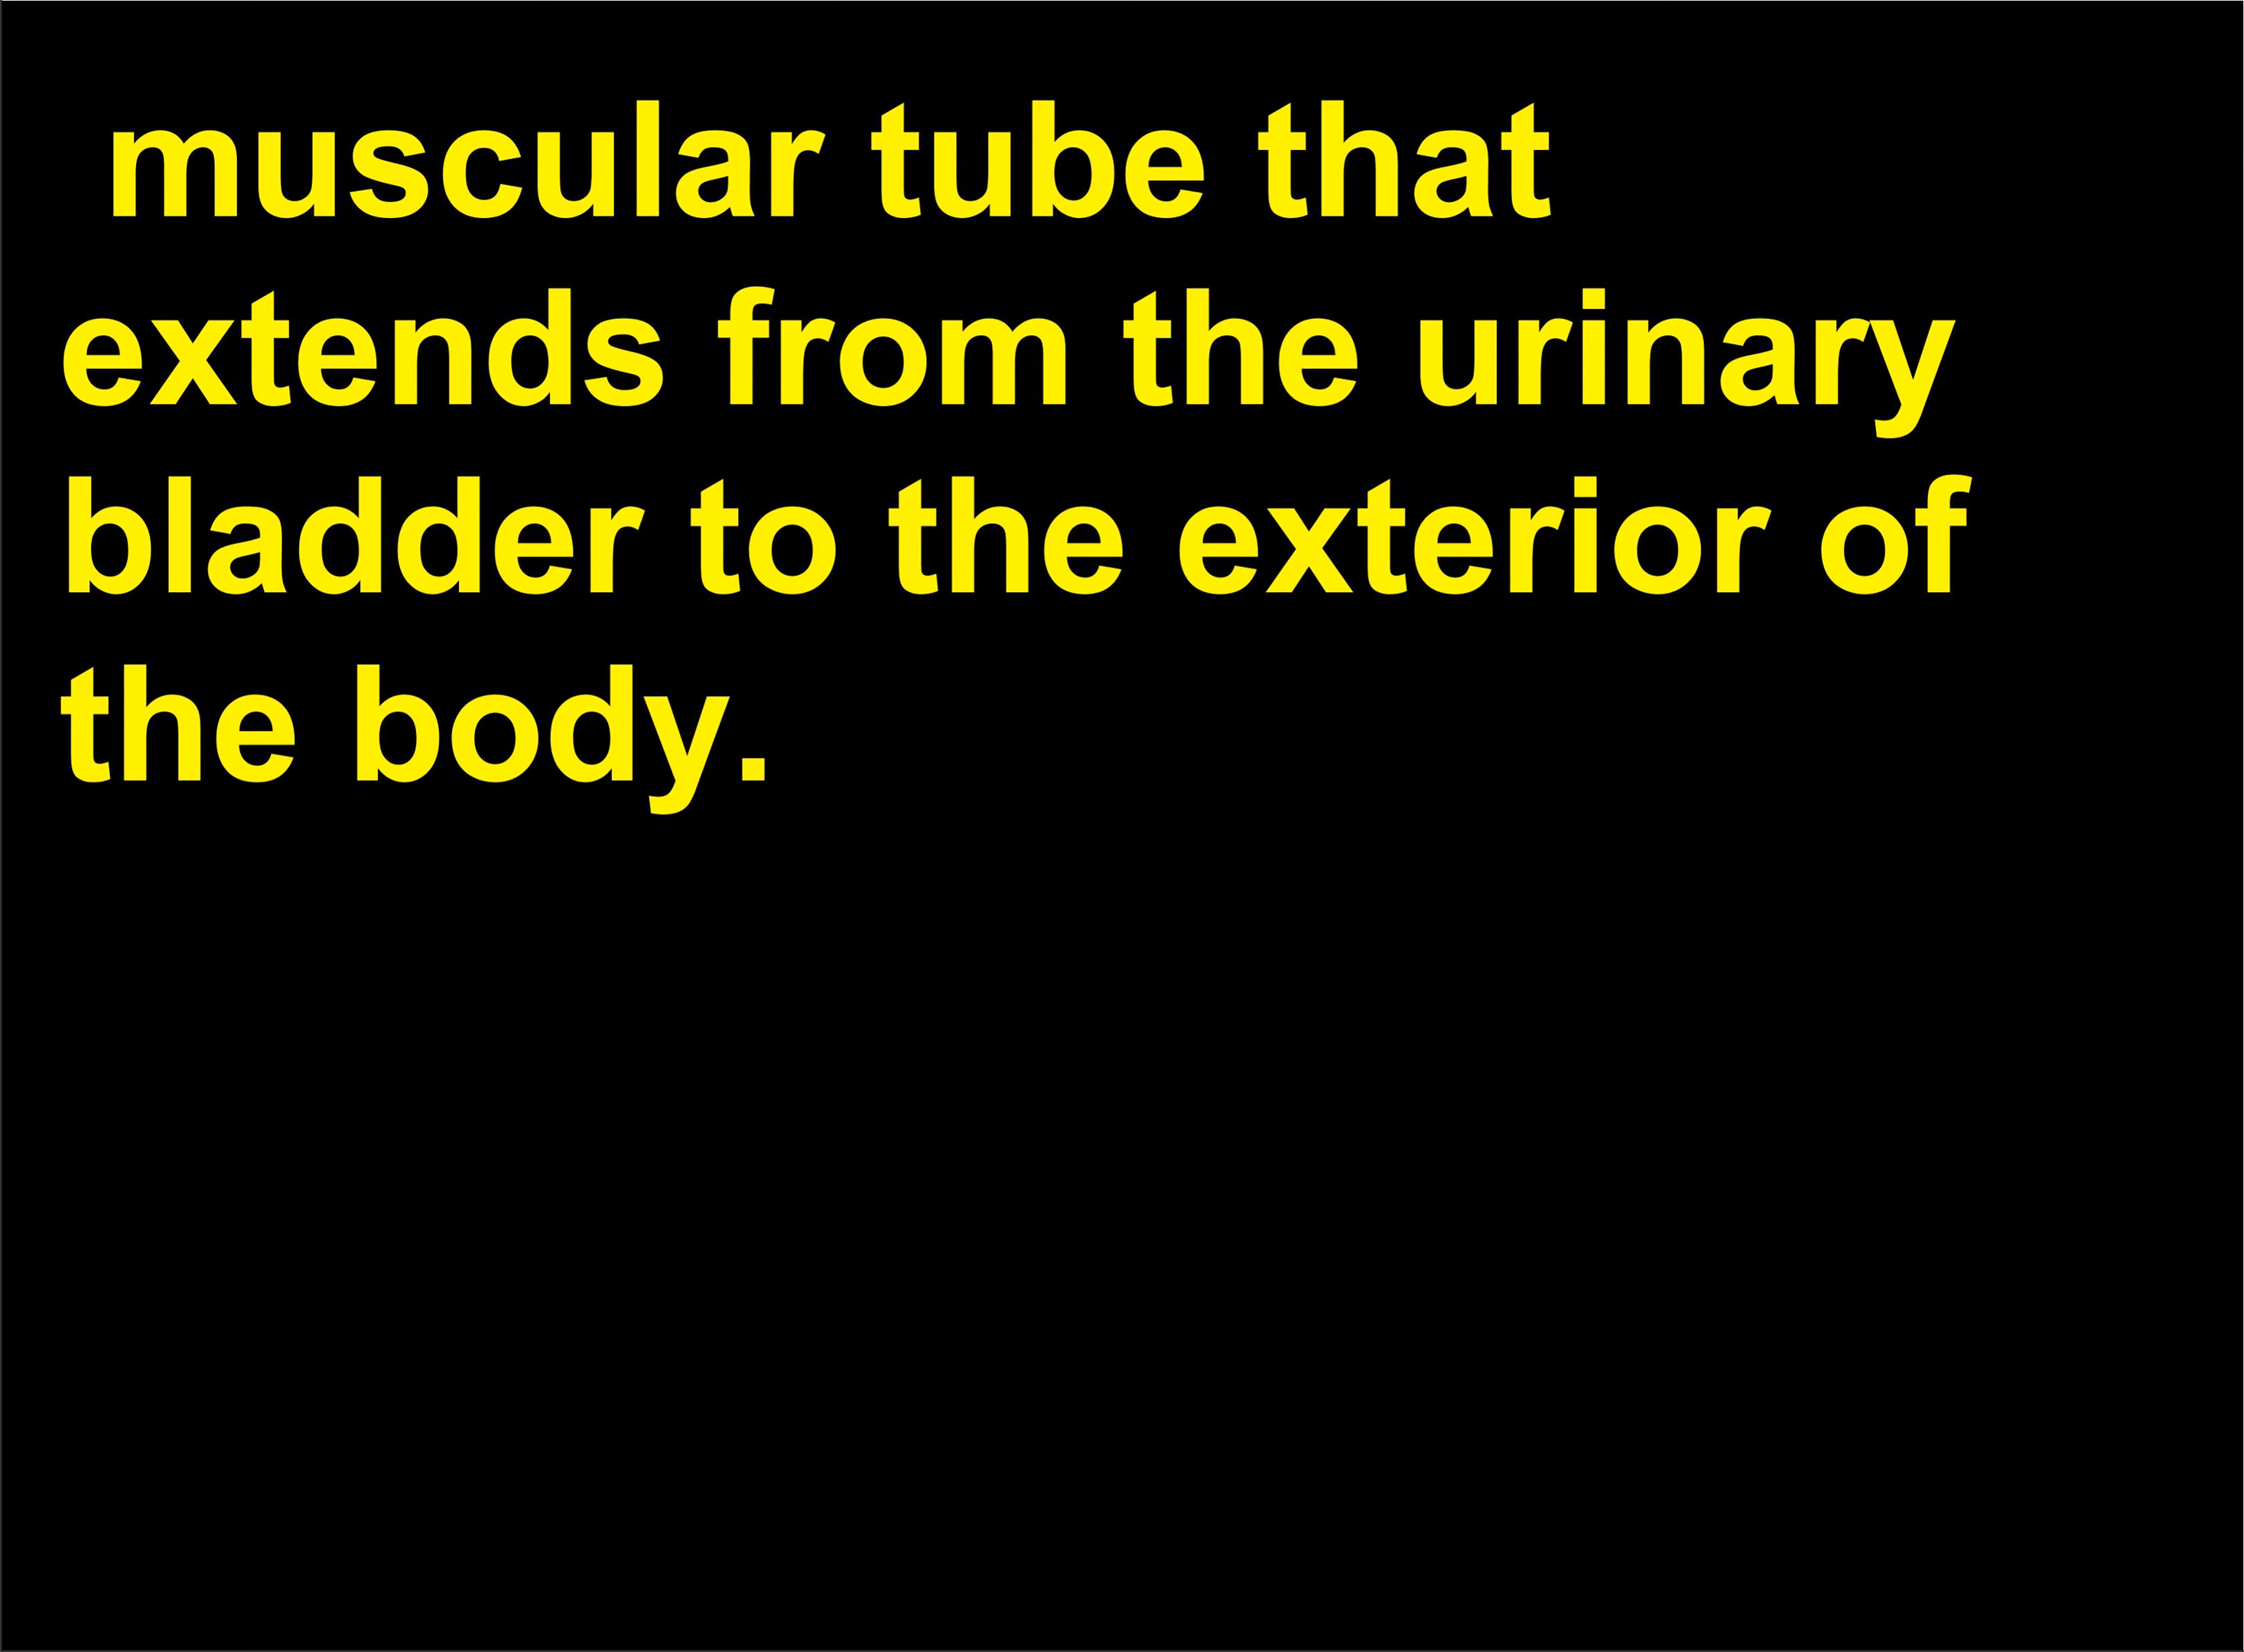 muscular tube that
extends from the urinary
bladder to the exterior of
the body.